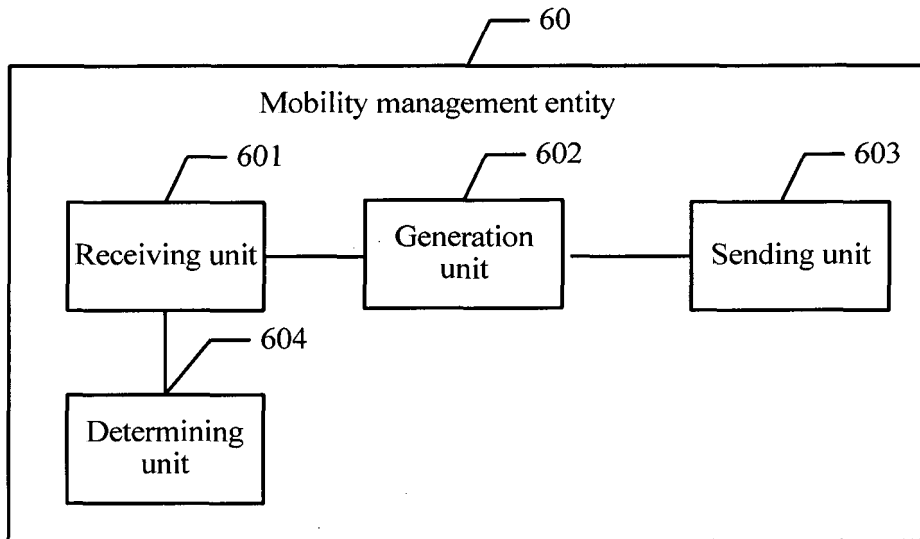 60
Mobility management entity
601
602
603
Receiving unit
Generation
unit
Sending unit
604
Determining
unit